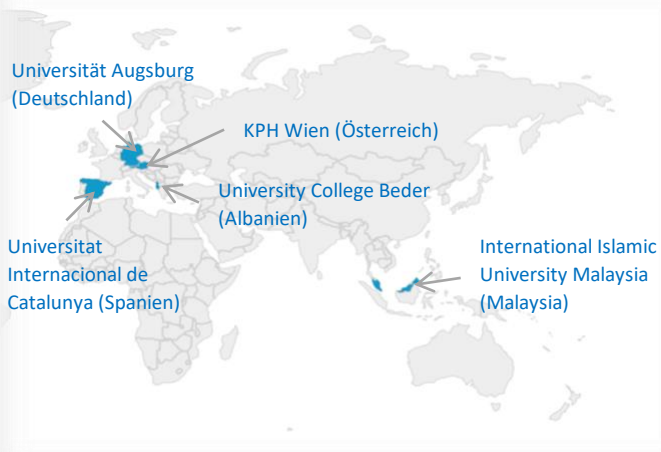 Universität Augsburg
(Deutschland)
KPH Wien (Österreich)
University College Beder
(Albanien)
Universitat
Internacional de
Catalunya (Spanien)
International Islamic
University Malaysia
(Malaysia)